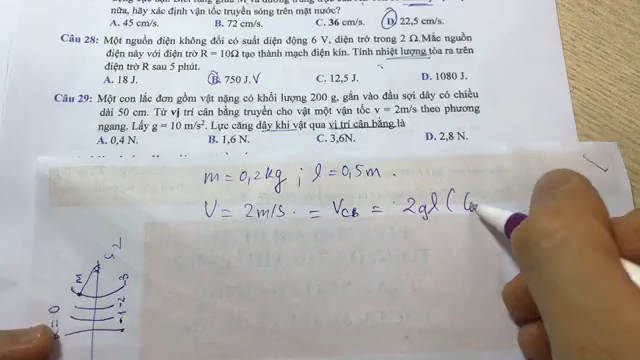 nữa, hãy xác định vận tốc truyền sóng trên mặt nước?
A. 45 cm/s. B. 72 cm/s. C. 36 cm/s. D. 22,5 cm/s.
Câu 28: Một nguồn điện không đổi có suất điện động 6 V, điện trở trong 2 Ω. Mắc nguồn
điện này với điện trở R = 10Ω tạo thành mạch điện kín. Tính nhiệt lượng tỏa ra trên
điện trở R sau 5 phút.
A. 18 J. B. 750 J. C. 12,5 J. D. 1080 J.
Câu 29: Một con lắc đơn gồm vật nặng có khối lượng 200 g, gắn vào đầu sợi dây có chiều
dài 50 cm. Từ vị trí cân bằng truyền cho vật một vận tốc v = 2m/s theo phương
ngang. Lấy g = 10 m/s². Lực căng dây khi vật qua vị trí cân bằng là
A. 0,4 N. B. 1,6 N. C. 3,6N. D. 2,8 N.
m = 0,2 kg ; l = 0,5m.
V = 2m/s. = V_CB = 2gl (
M